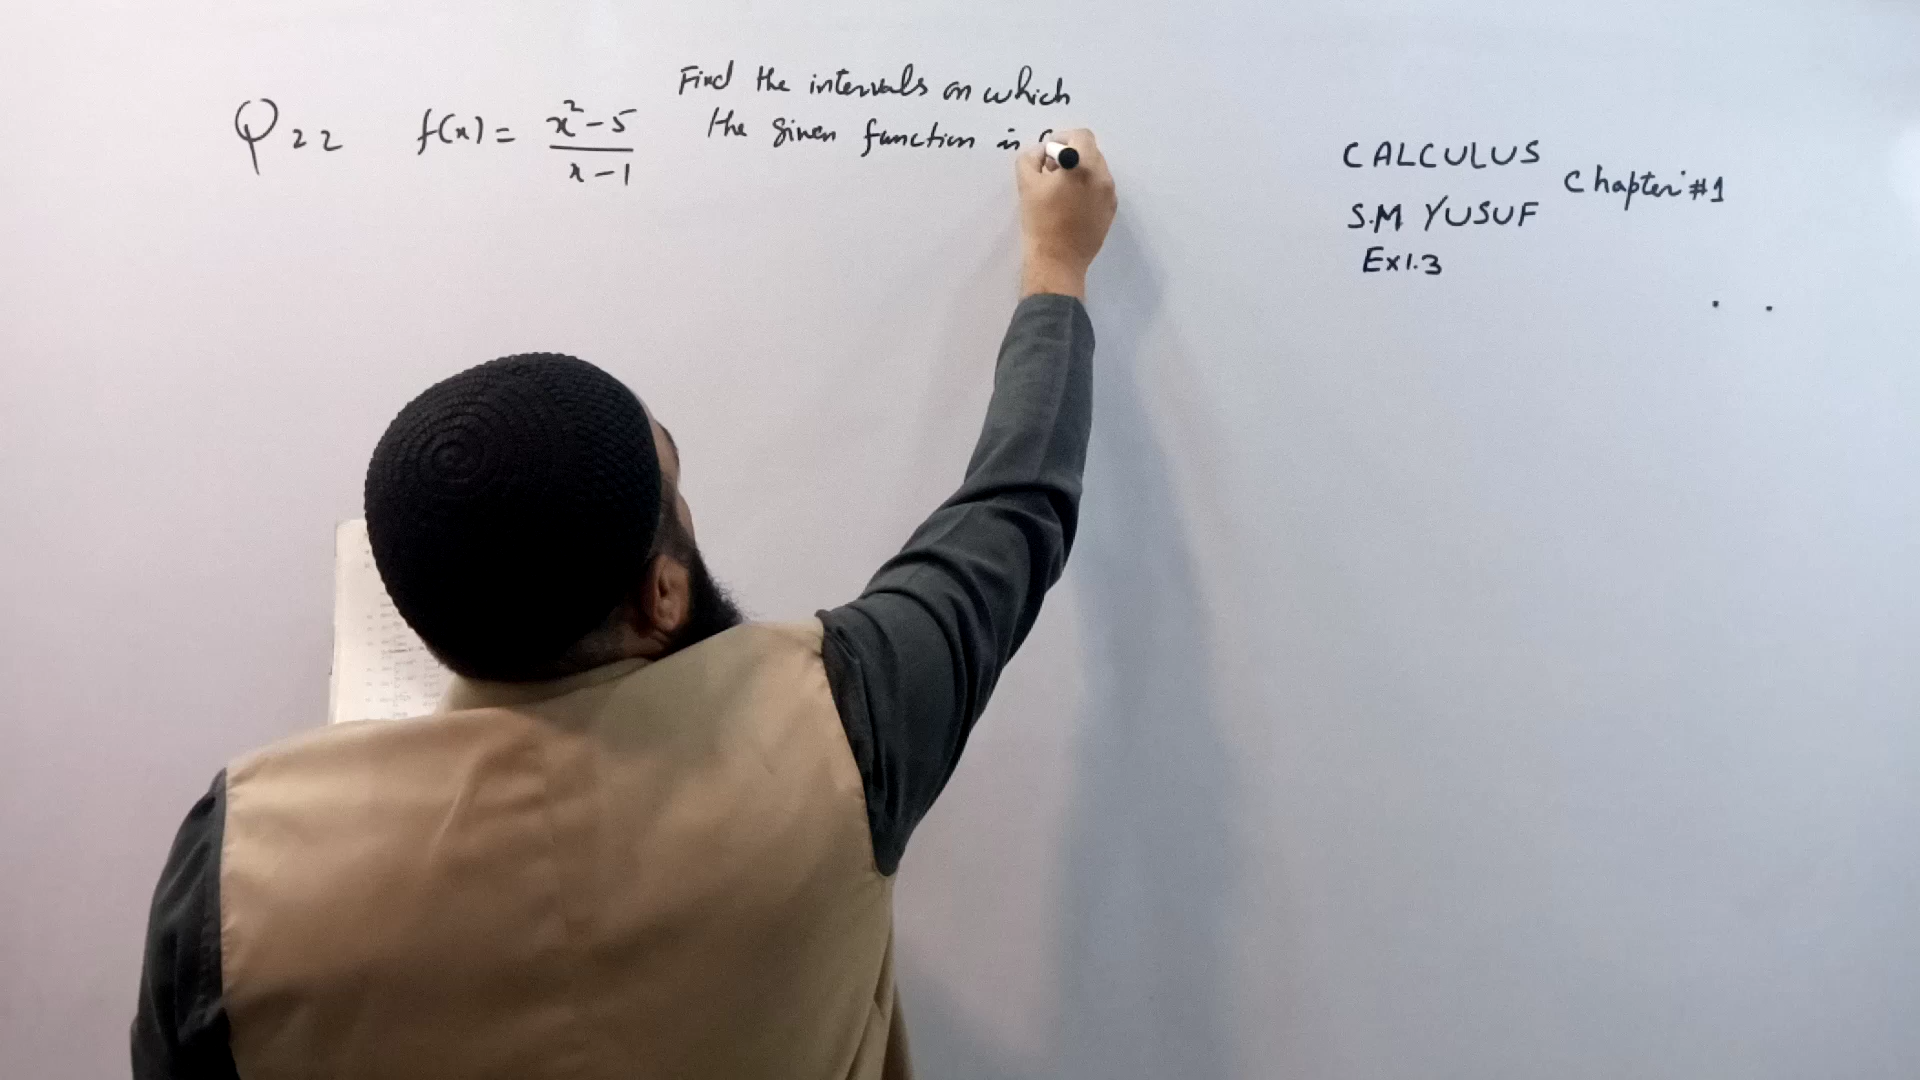 Q22 f(x) = x²-5 / x-1
Find the intervals on which
the given function is
CALCULUS
Chapter #1
S.M YUSUF
Ex1.3